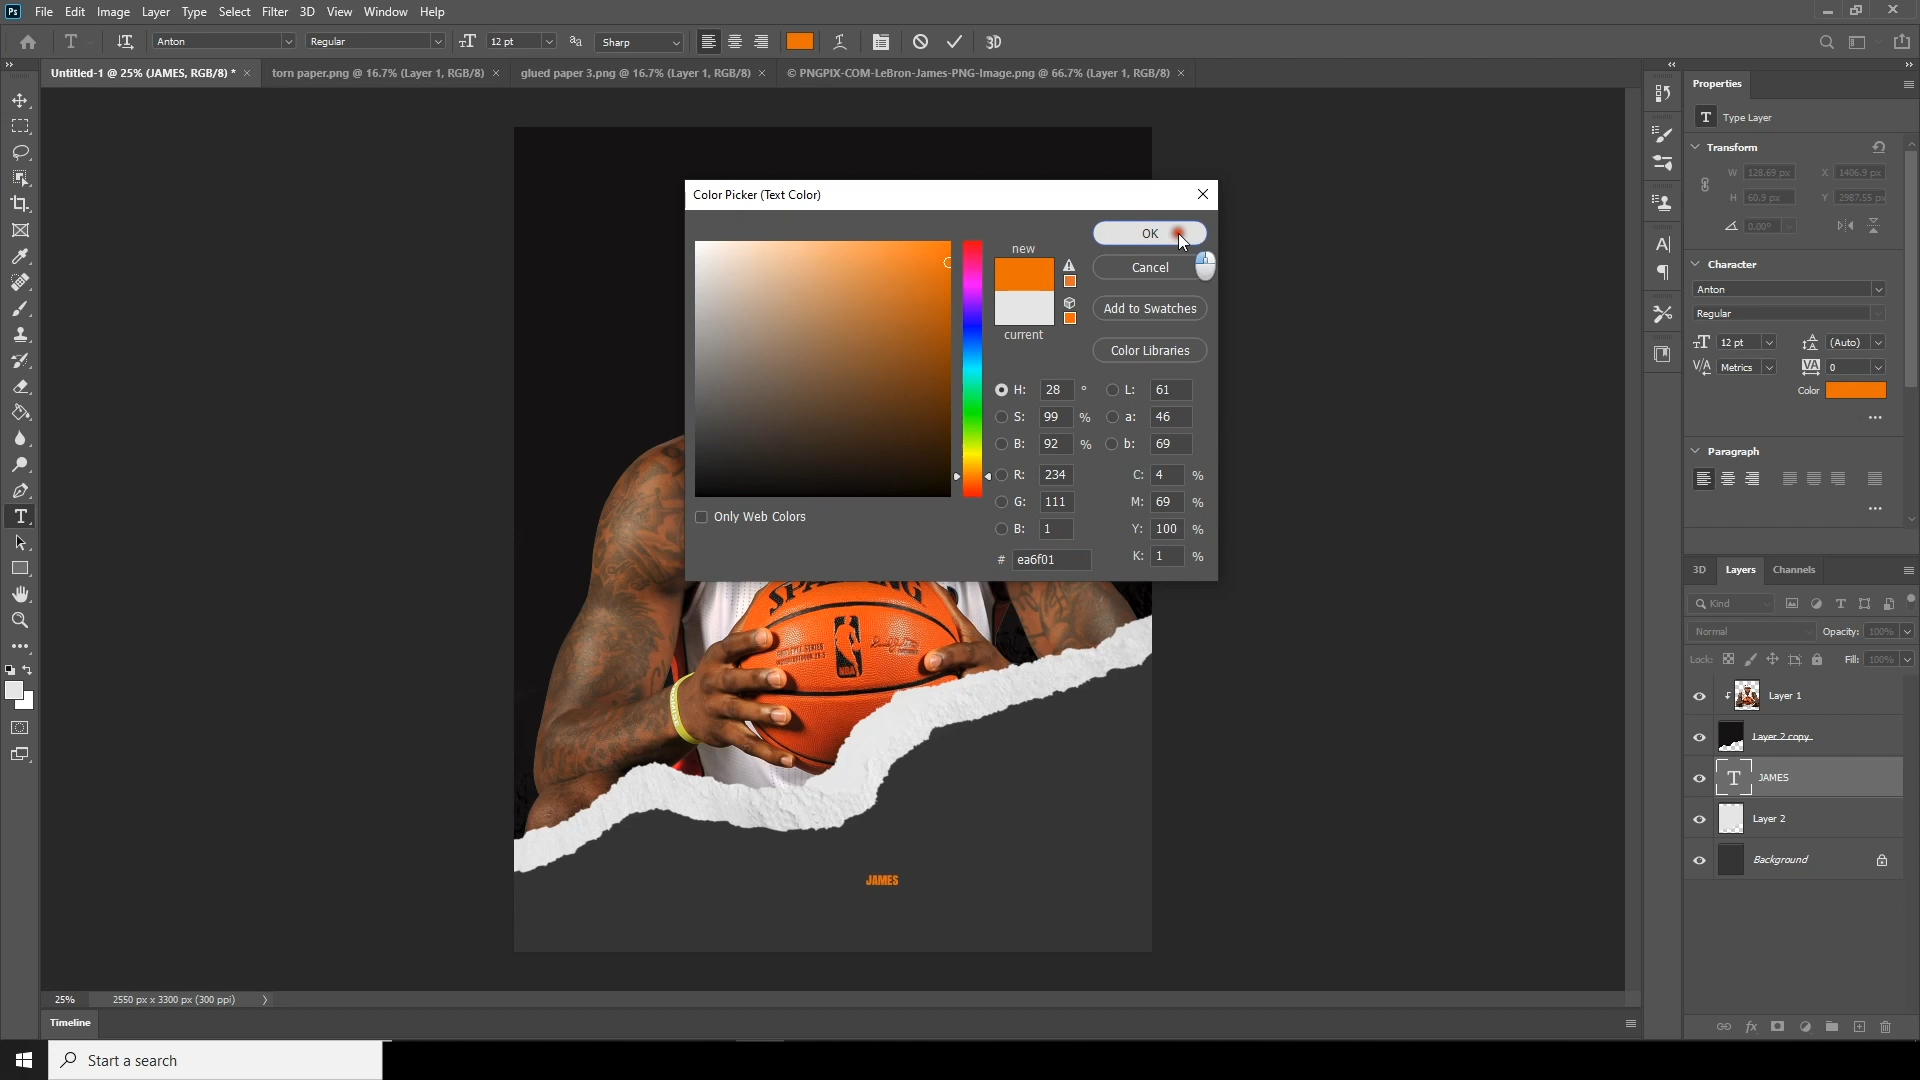 Ps File Edit Image Layer Type Select Filter 3D View Window Help
T Anton Regular 12 pt Sharp 3D
Untitled-1 @ 25% (JAMES, RGB/8) * torn paper.png @ 16.7% (Layer 1, RGB/8) glued paper 3.png @ 16.7% (Layer 1, RGB/8) © PNGPIX-COM-LeBron-James-PNG-Image.png @ 66.7% (Layer 1, RGB/8)
Color Picker (Text Color)
new
current
OK
Cancel
Add to Swatches
Color Libraries
H: 28 ° L: 61
S: 99 % a: 46
B: 92 % b: 69
R: 234 C: 4 %
G: 111 M: 69 %
B: 1 Y: 100 %
# ea6f01 K: 1 %
Only Web Colors
SPALDING
NBA
JAMES
Properties
T Type Layer
Transform
W 128.69 px X 1406.9 px
H 60.9 px Y 2987.55 px
0.00°
Character
Anton
Regular
12 pt (Auto)
Metrics 0
Color
Paragraph
3D Layers Channels
Kind
Normal Opacity: 100%
Lock: Fill: 100%
Layer 1
Layer 2 copy
T JAMES
Layer 2
Background
25% 2550 px x 3300 px (300 ppi)
Timeline
Start a search